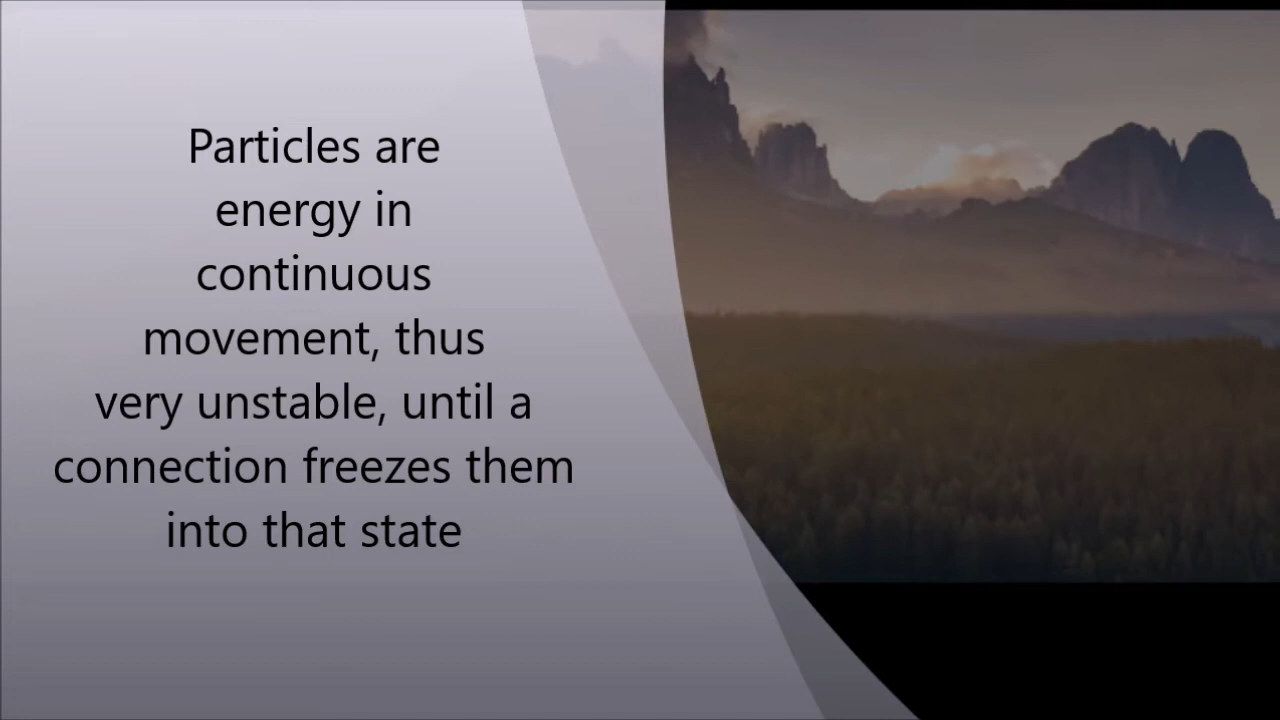 Particles are
energy in
continuous
movement, thus
very unstable, until a
connection freezes them
into that state